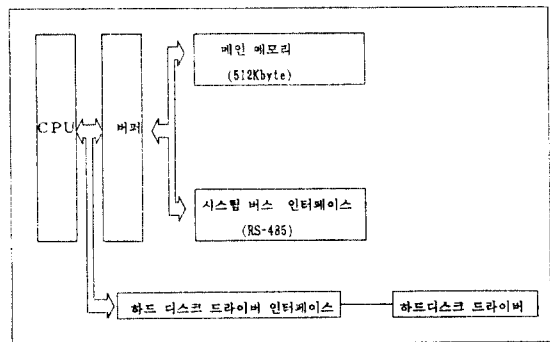 메인 메모리
(512Kbyte)
CPU
버퍼
시스템 버스 인터페이스
(RS-485)
하드 디스크 드라이버 인터페이스
하드디스크 드라이버